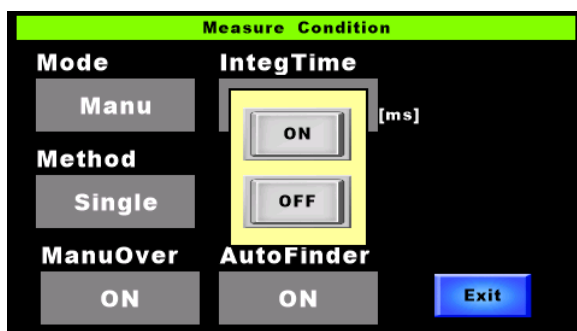 Measure Condition
Mode IntegTime
Manu
[ms]
ON
Method
Single
OFF
ManuOver AutoFinder
ON ON
Exit